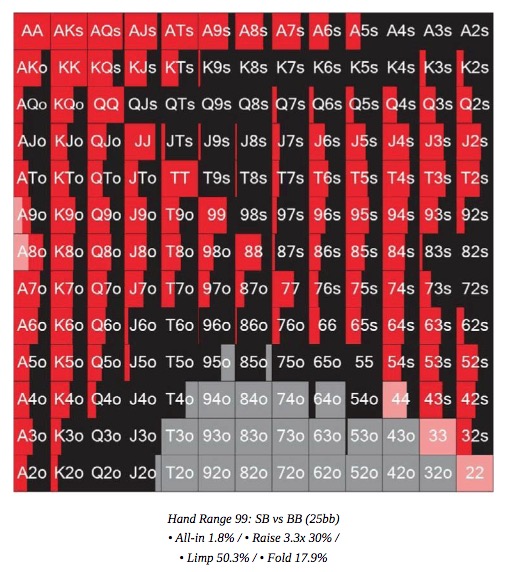 AA AKs AQs AJs ATs A9s A8s A7s A6s A5s A4s A3s A2s
AKo KK KQs KJs KTs K9s K8s K7s K6s K5s K4s K3s K2s
AQo KQo QQ QJs QTs Q9s Q8s Q7s Q6s Q5s Q4s Q3s Q2s
AJo KJo QJo JJ JTs J9s J8s J7s J6s J5s J4s J3s J2s
ATo KTo QTo JTo TT T9s T8s T7s T6s T5s T4s T3s T2s
A9o K9o Q9o J9o T9o 99 98s 97s 96s 95s 94s 93s 92s
A8o K8o Q8o J8o T8o 98o 88 87s 86s 85s 84s 83s 82s
A7o K7o Q7o J7o T7o 97o 87o 77 76s 75s 74s 73s 72s
A6o K6o Q6o J6o T6o 96o 86o 76o 66 65s 64s 63s 62s
A5o K5o Q5o J5o T5o 95o 85o 75o 65o 55 54s 53s 52s
A4o K4o Q4o J4o T4o 94o 84o 74o 64o 54o 44 43s 42s
A3o K3o Q3o J3o T3o 93o 83o 73o 63o 53o 43o 33 32s
A2o K2o Q2o J2o T2o 92o 82o 72o 62o 52o 42o 32o 22
Hand Range 99: SB vs BB (25bb)
• All-in 1.8% / • Raise 3.3x 30% /
• Limp 50.3% / • Fold 17.9%